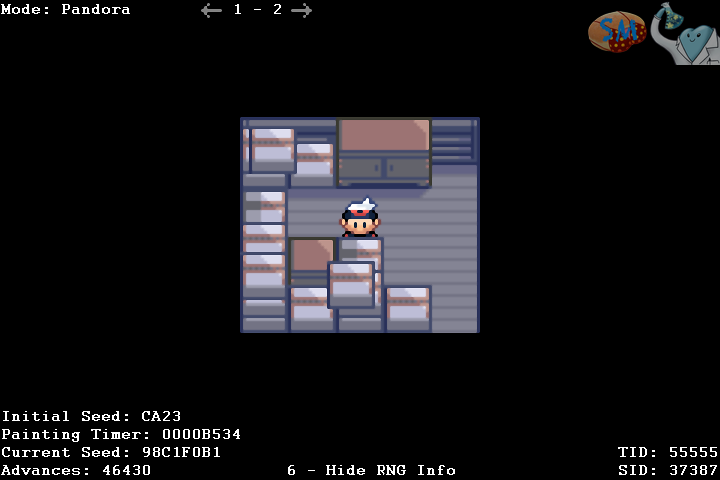 Mode: Pandora
1 - 2
SM
Initial Seed: CA23
Painting Timer: 0000B534
Current Seed: 98C1F0B1
TID: 55555
Advances: 46430
6 - Hide RNG Info
SID: 37387